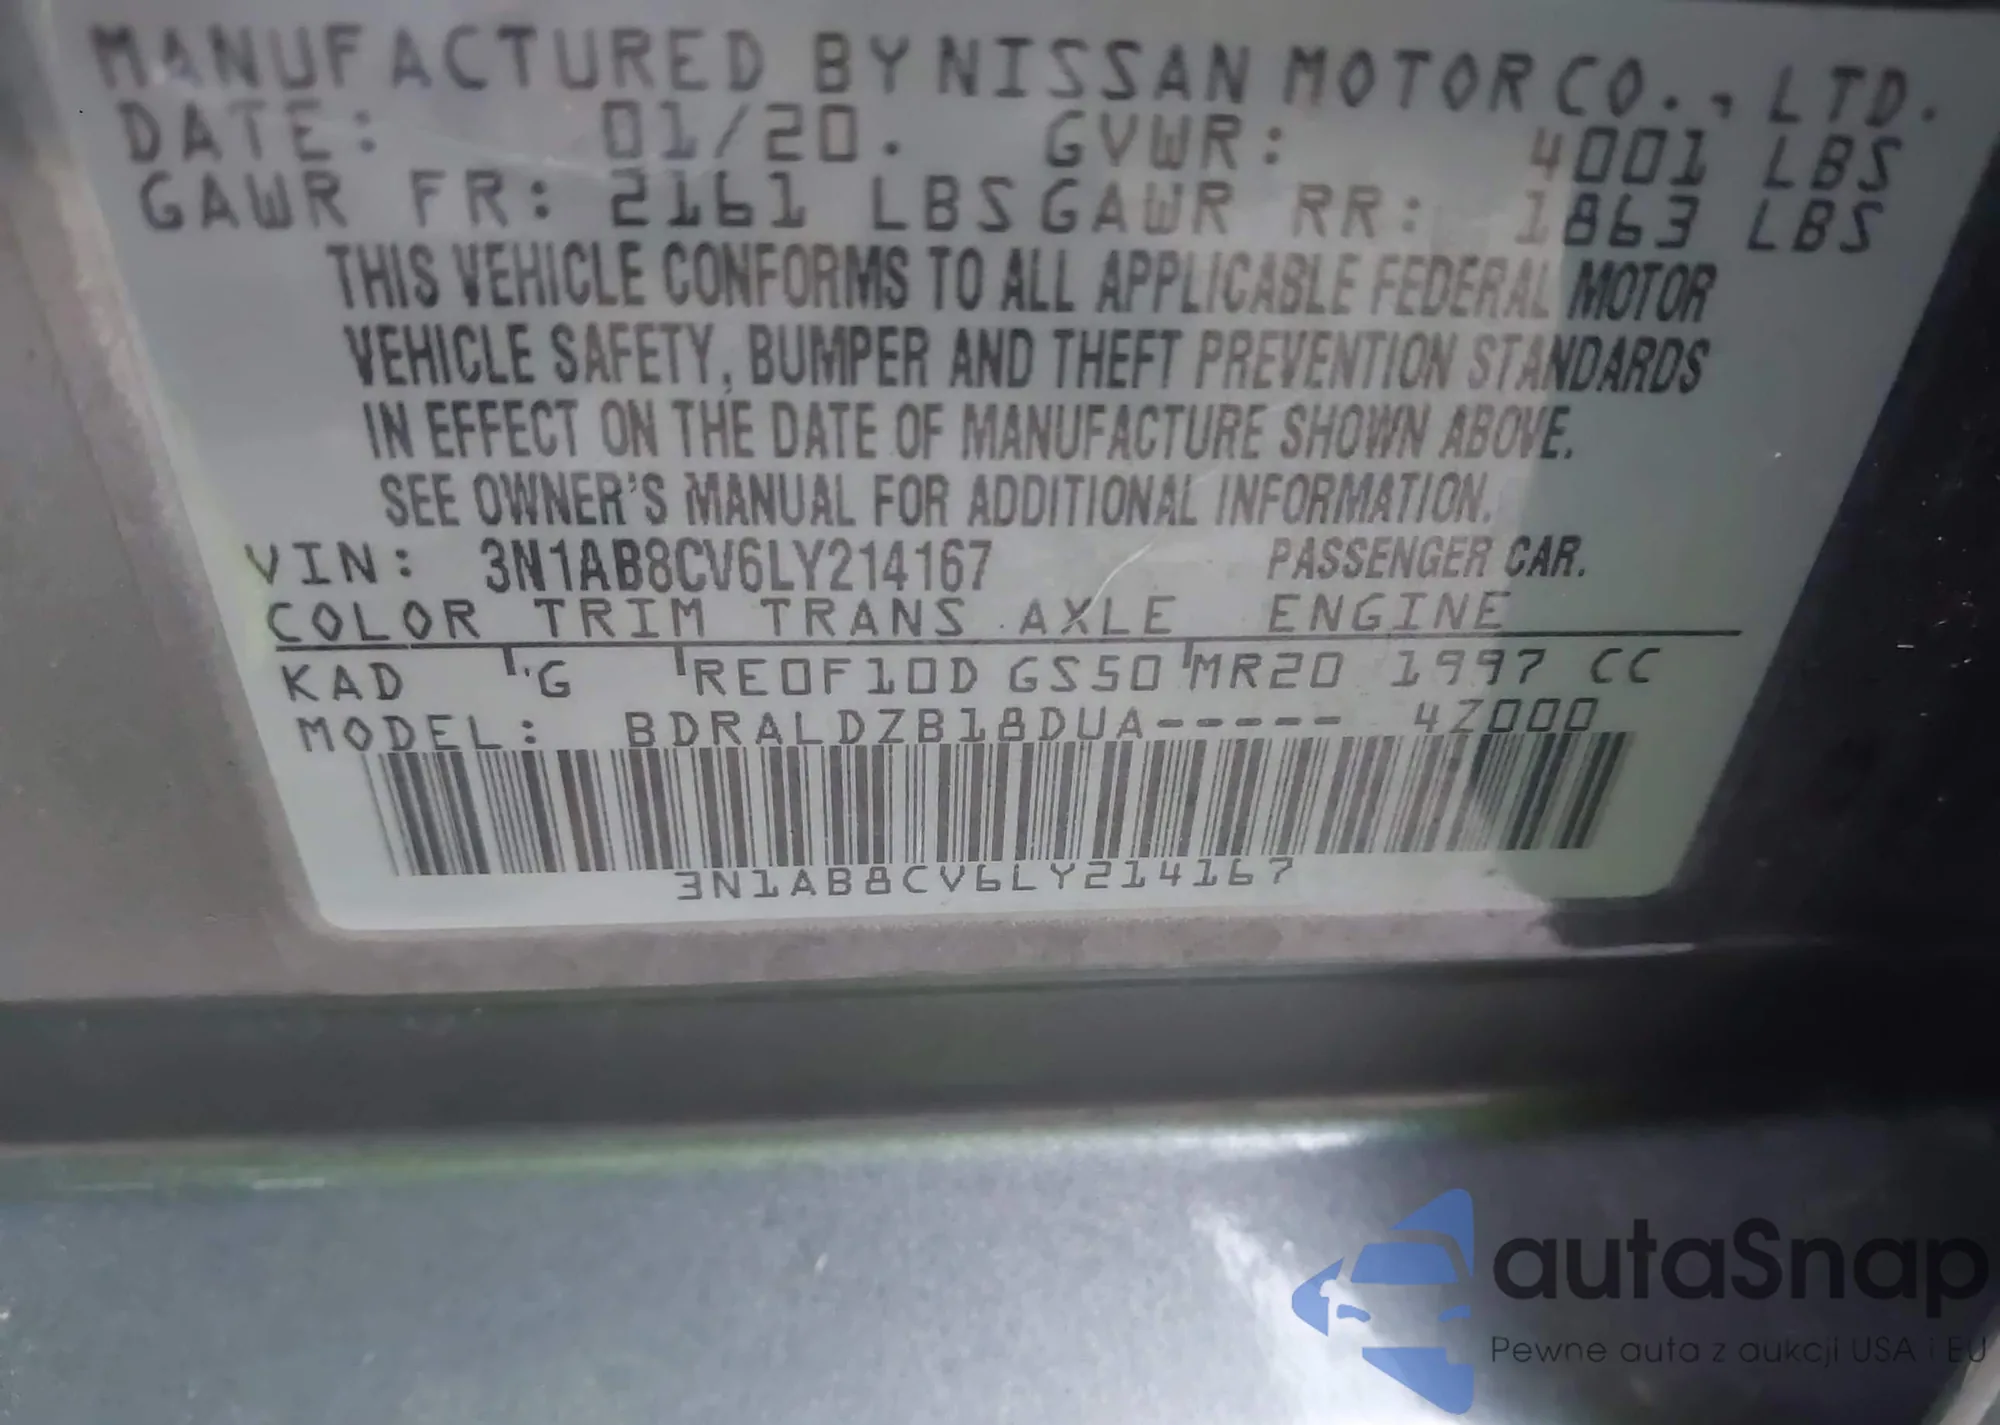 MANUFACTURED BY NISSAN MOTOR CO., LTD.
DATE: 01/20. GVWR: 4001 LBS
GAWR FR: 2161 LBS GAWR RR: 1863 LBS
THIS VEHICLE CONFORMS TO ALL APPLICABLE FEDERAL MOTOR
VEHICLE SAFETY, BUMPER AND THEFT PREVENTION STANDARDS
IN EFFECT ON THE DATE OF MANUFACTURE SHOWN ABOVE.
SEE OWNER'S MANUAL FOR ADDITIONAL INFORMATION.
VIN: 3N1AB8CV6LY214167 PASSENGER CAR.
COLOR TRIM TRANS AXLE ENGINE
KAD G RE0F10D GS50 MR20 1997 CC
MODEL: BDRALDZB18DUA----- 4Z000
3N1AB8CV6LY214167
autaSnap
Pewne auta z aukcji USA i EU